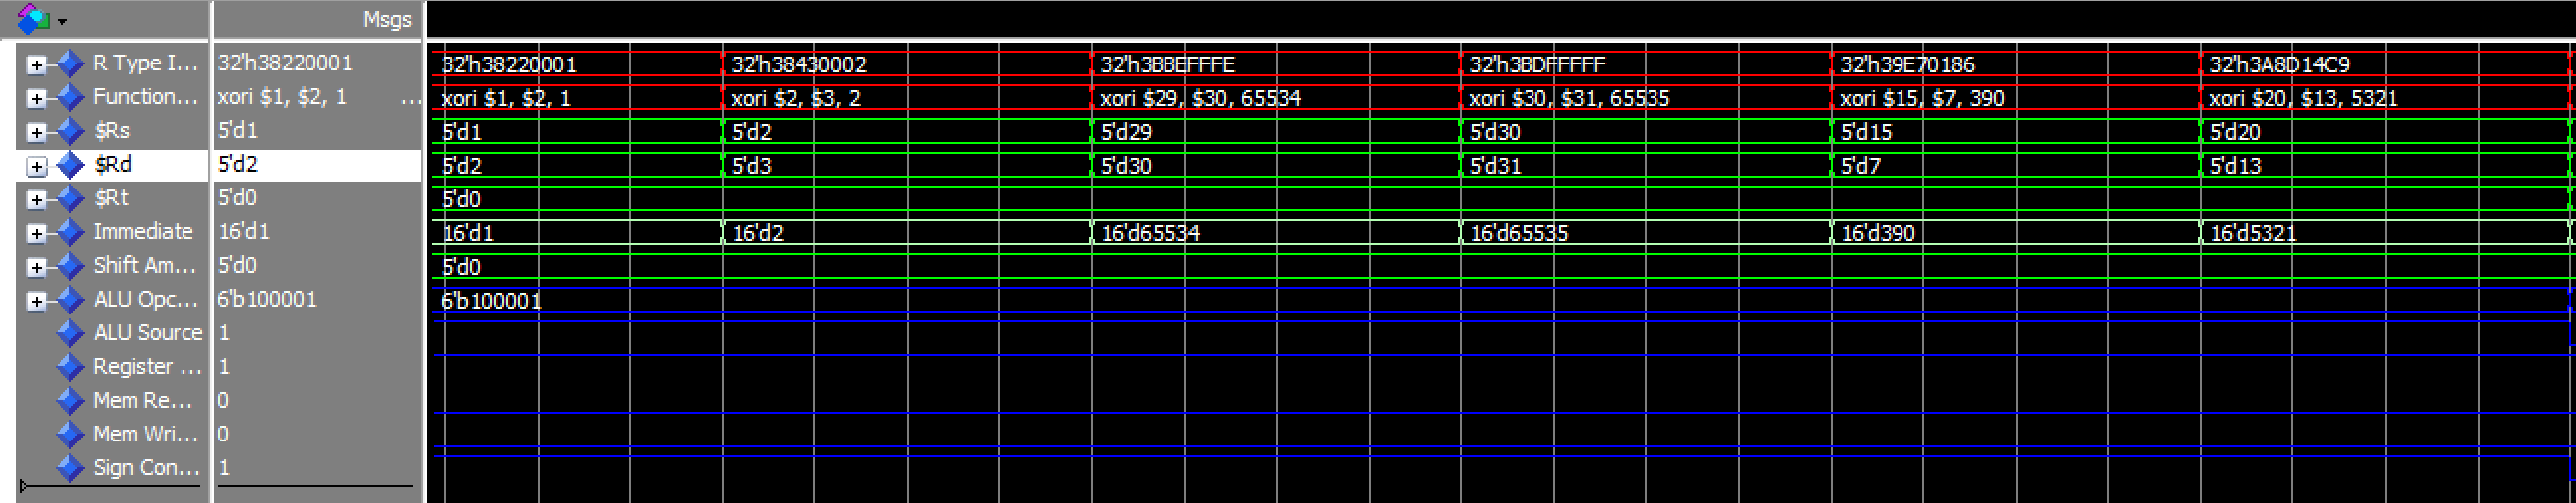 Msgs
R Type I... 32'h38220001 32'h38220001 32'h38430002 32'h3BBEFFFE 32'h3BDFFFFF 32'h39E70186 32'h3A8D14C9
Function... xori $1, $2, 1 ... xori $1, $2, 1 xori $2, $3, 2 xori $29, $30, 65534 xori $30, $31, 65535 xori $15, $7, 390 xori $20, $13, 5321
$Rs 5'd1 5'd1 5'd2 5'd29 5'd30 5'd15 5'd20
$Rd 5'd2 5'd2 5'd3 5'd30 5'd31 5'd7 5'd13
$Rt 5'd0 5'd0
Immediate 16'd1 16'd1 16'd2 16'd65534 16'd65535 16'd390 16'd5321
Shift Am... 5'd0 5'd0
ALU Opc... 6'b100001 6'b100001
ALU Source 1
Register ... 1
Mem Re... 0
Mem Wri... 0
Sign Con... 1